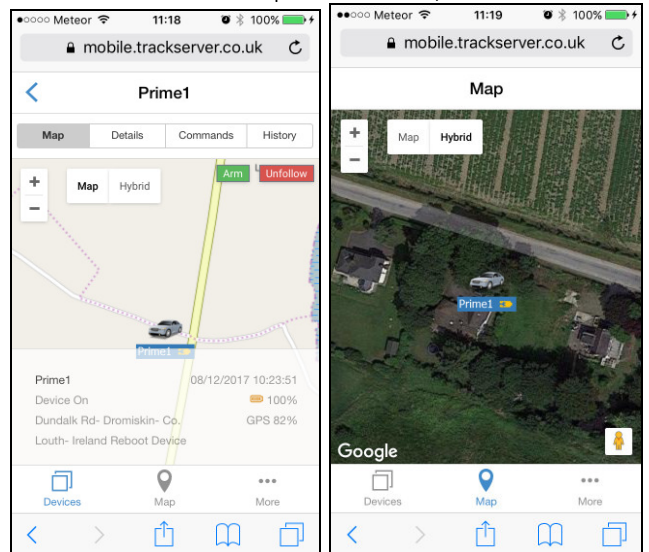 Meteor 11:18 100%
mobile.trackserver.co.uk
Prime1
Map Details Commands History
+ Map Hybrid Arm Unfollow
−
Prime1
Prime1 08/12/2017 10:23:51
Device On 100%
Dundalk Rd- Dromiskin- Co. GPS 82%
Louth- Ireland Reboot Device
Devices Map More
Meteor 11:19 100%
mobile.trackserver.co.uk
Map
+ Map Hybrid
−
Prime1
Google
Devices Map More